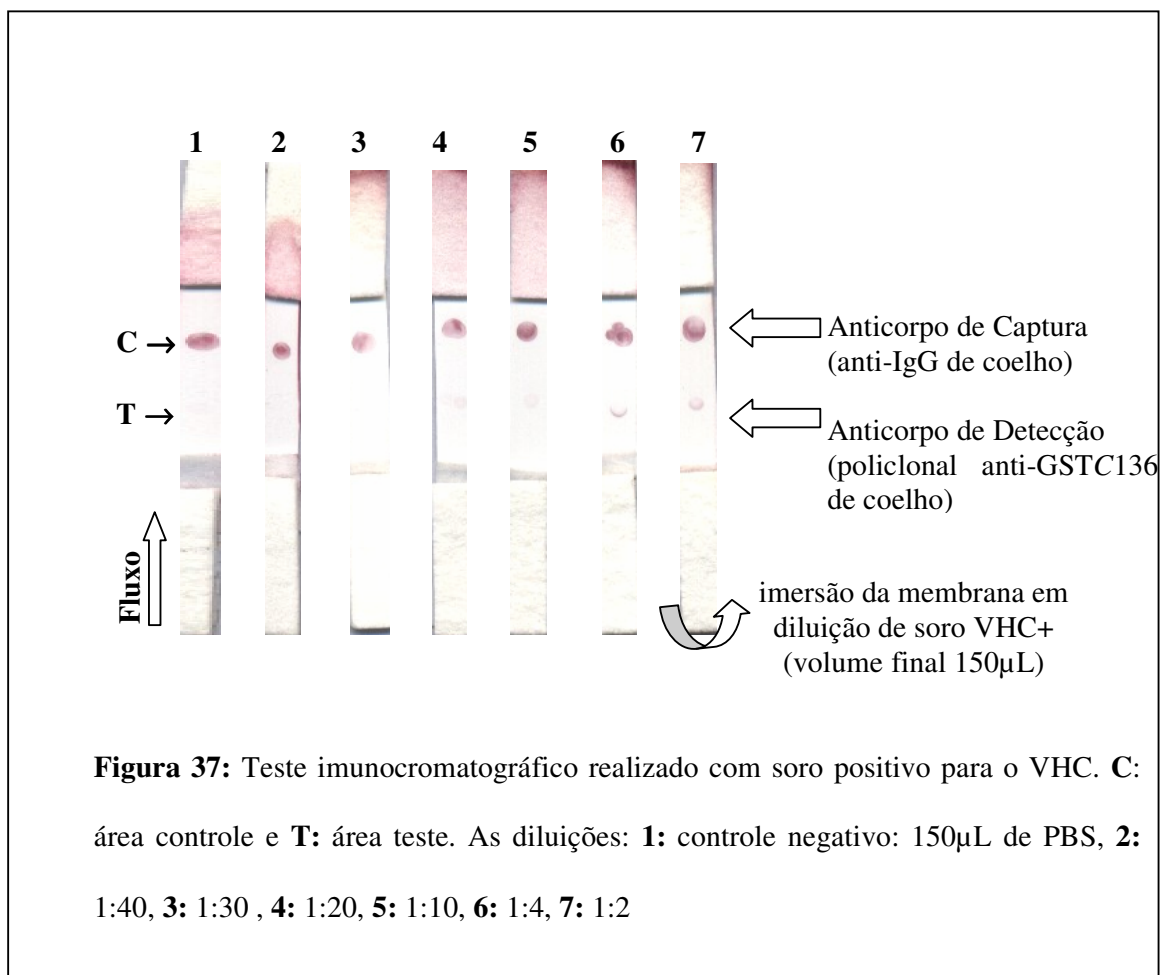 1 2 3 4 5 6 7
C →
T →
Fluxo
Anticorpo de Captura
(anti-IgG de coelho)
Anticorpo de Detecção
(policlonal anti-GSTC136
de coelho)
imersão da membrana em
diluição de soro VHC+
(volume final 150µL)
Figura 37: Teste imunocromatográfico realizado com soro positivo para o VHC. C:
área controle e T: área teste. As diluições: 1: controle negativo: 150µL de PBS, 2:
1:40, 3: 1:30 , 4: 1:20, 5: 1:10, 6: 1:4, 7: 1:2